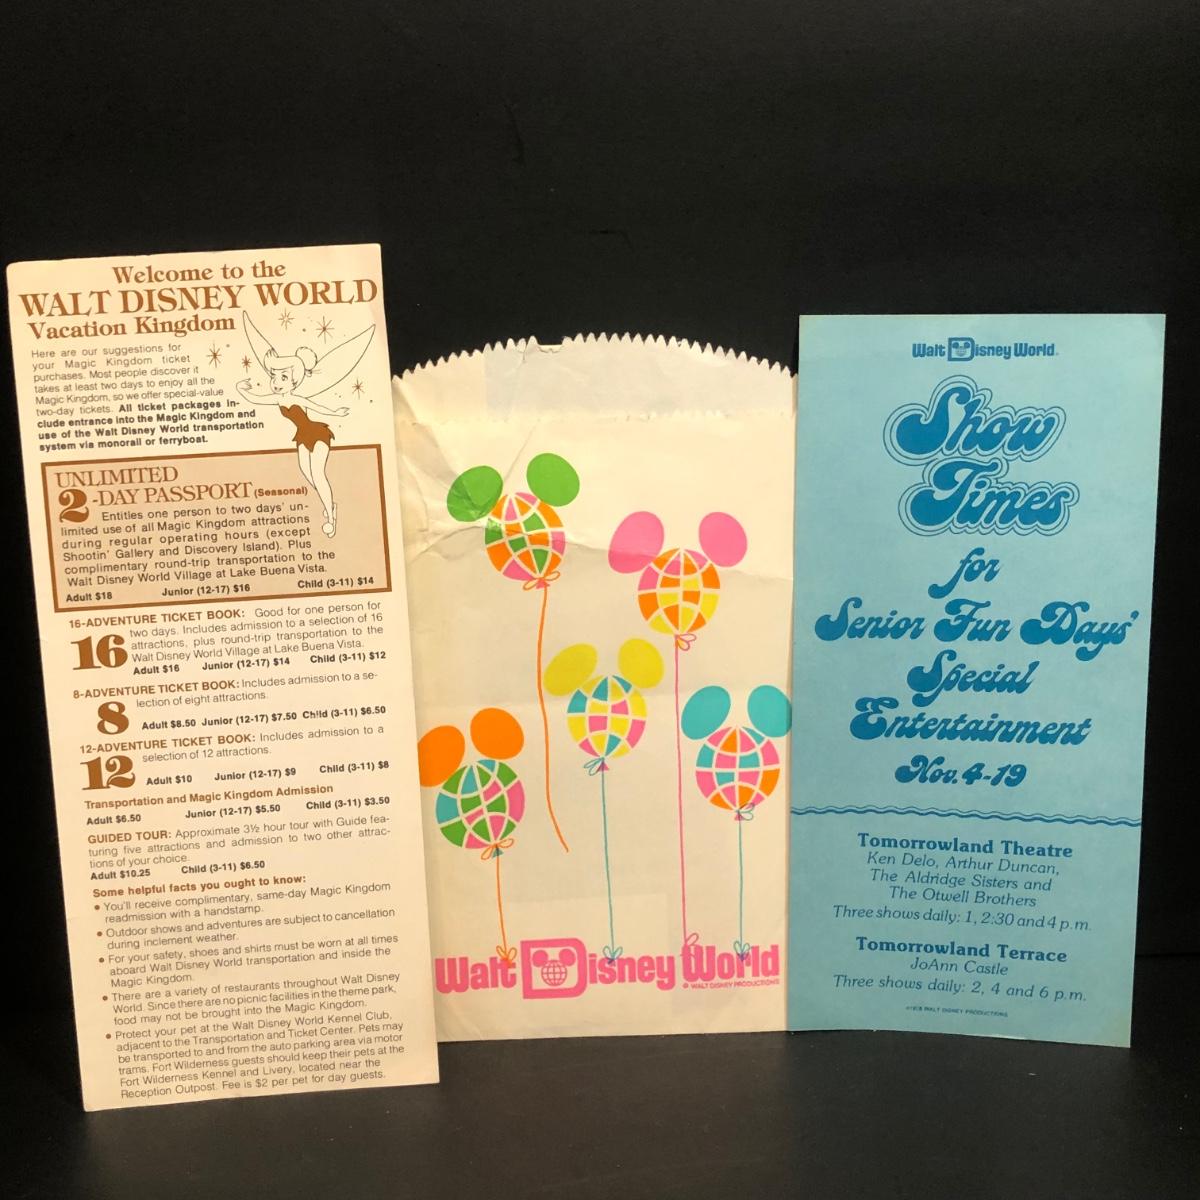 Welcome to the
WALT DISNEY WORLD
Vacation Kingdom
Here are our suggestions for
your Magic Kingdom ticket
purchases. Most people discover it
takes at least two days to enjoy all the
Magic Kingdom, so we offer special-value
two-day tickets. All ticket packages in-
clude entrance into the Magic Kingdom and
use of the Walt Disney World transportation
system via monorail or ferryboat.
UNLIMITED
2-DAY PASSPORT (Seasonal)
Entitles one person to two days' un-
limited use of all Magic Kingdom attractions
during regular operating hours (except
Shootin' Gallery and Discovery Island). Plus
complimentary round-trip transportation to the
Walt Disney World Village at Lake Buena Vista.
Adult $18 Junior (12-17) $16 Child (3-11) $14
16-ADVENTURE TICKET BOOK: Good for one person for
16 two days. Includes admission to a selection of 16
attractions, plus round-trip transportation to the
Walt Disney World Village at Lake Buena Vista.
Adult $16 Junior (12-17) $14 Child (3-11) $12
8-ADVENTURE TICKET BOOK: Includes admission to a se-
8 lection of eight attractions.
Adult $8.50 Junior (12-17) $7.50 Child (3-11) $6.50
12-ADVENTURE TICKET BOOK: Includes admission to a
12 selection of 12 attractions.
Adult $10 Junior (12-17) $9 Child (3-11) $8
Transportation and Magic Kingdom Admission
Adult $6.50 Junior (12-17) $5.50 Child (3-11) $3.50
GUIDED TOUR: Approximate 3½ hour tour with Guide fea-
turing five attractions and admission to two other attrac-
tions of your choice.
Adult $10.25 Child (3-11) $6.50
Some helpful facts you ought to know:
• You'll receive complimentary, same-day Magic Kingdom
readmission with a handstamp.
• Outdoor shows and adventures are subject to cancellation
during inclement weather.
• For your safety, shoes and shirts must be worn at all times
aboard Walt Disney World transportation and inside the
Magic Kingdom.
• There are a variety of restaurants throughout Walt Disney
World. Since there are no picnic facilities in the theme park,
food may not be brought into the Magic Kingdom.
• Protect your pet at the Walt Disney World Kennel Club,
adjacent to the Transportation and Ticket Center. Pets may
be transported to and from the auto parking area via motor
trams. Fort Wilderness guests should keep their pets at the
Fort Wilderness Kennel and Livery, located near the
Reception Outpost. Fee is $2 per pet for day guests.
Walt Disney World
© WALT DISNEY PRODUCTIONS
Walt Disney World.
Show
Times
for
Senior Fun Days'
Special
Entertainment
Nov. 4-19
Tomorrowland Theatre
Ken Delo, Arthur Duncan,
The Aldridge Sisters and
The Otwell Brothers
Three shows daily: 1, 2:30 and 4 p.m.
Tomorrowland Terrace
JoAnn Castle
Three shows daily: 2, 4 and 6 p.m.
WALT DISNEY PRODUCTIONS